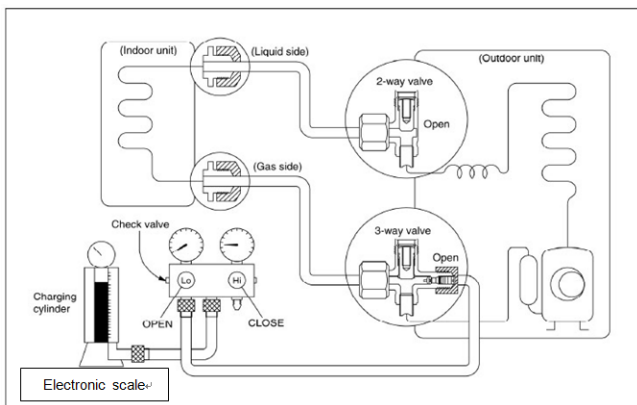 (Indoor unit)
(Liquid side)
(Outdoor unit)
2-way valve
Open
(Gas side)
3-way valve
Open
Check valve
Lo
Hi
Charging
cylinder
OPEN
CLOSE
Electronic scale↵